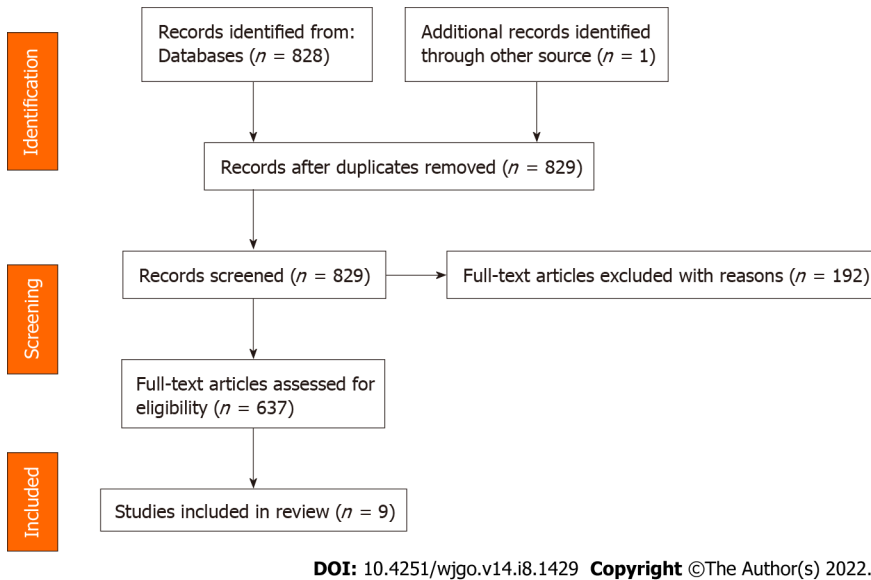 Identification
Records identified from:
Databases (n = 828)
Additional records identified
through other source (n = 1)
Records after duplicates removed (n = 829)
Screening
Records screened (n = 829)
Full-text articles excluded with reasons (n = 192)
Full-text articles assessed for
eligibility (n = 637)
Included
Studies included in review (n = 9)
DOI: 10.4251/wjgo.v14.i8.1429 Copyright ©The Author(s) 2022.